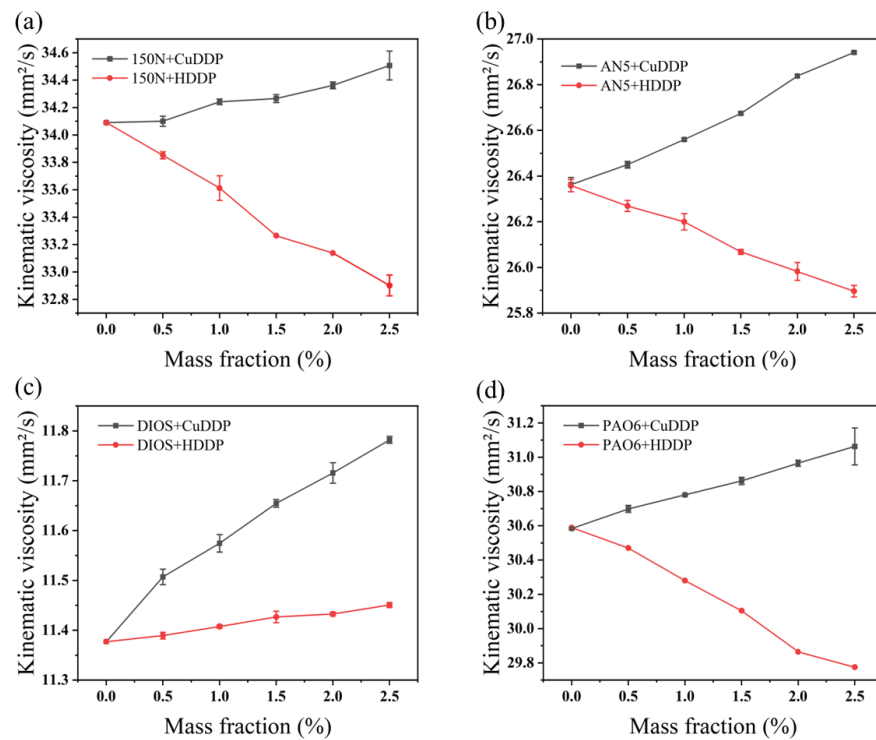 (a)
Kinematic viscosity (mm²/s)
34.6
34.4
34.2
34.0
33.8
33.6
33.4
33.2
33.0
32.8
150N+CuDDP
150N+HDDP
0.0 0.5 1.0 1.5 2.0 2.5
Mass fraction (%)
(b)
Kinematic viscosity (mm²/s)
27.0
26.8
26.6
26.4
26.2
26.0
25.8
AN5+CuDDP
AN5+HDDP
0.0 0.5 1.0 1.5 2.0 2.5
Mass fraction (%)
(c)
Kinematic viscosity (mm²/s)
11.8
11.7
11.6
11.5
11.4
11.3
DIOS+CuDDP
DIOS+HDDP
0.0 0.5 1.0 1.5 2.0 2.5
Mass fraction (%)
(d)
Kinematic viscosity (mm²/s)
31.2
31.0
30.8
30.6
30.4
30.2
30.0
29.8
PAO6+CuDDP
PAO6+HDDP
0.0 0.5 1.0 1.5 2.0 2.5
Mass fraction (%)